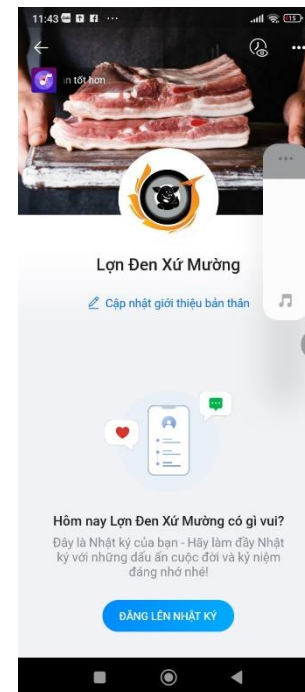 11:43
n tốt hơn
Lợn Đen Xứ Mường
Cập nhật giới thiệu bản thân
Hôm nay Lợn Đen Xứ Mường có gì vui?
Đây là Nhật ký của bạn - Hãy làm đầy Nhật
ký với những dấu ấn cuộc đời và kỷ niệm
đáng nhớ nhé!
ĐĂNG LÊN NHẬT KÝ